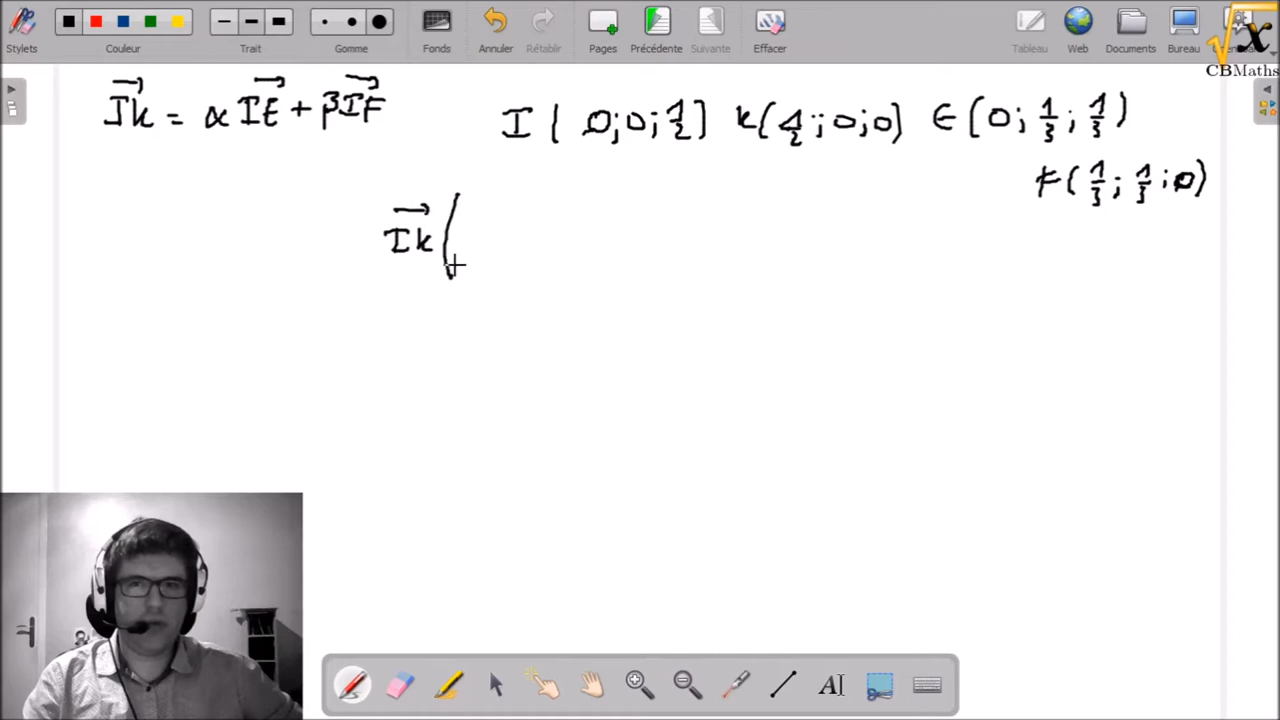 Stylets Couleur Trait Gomme Fonds Annuler Rétablir Pages Précédente Suivante Effacer Tableau Web Documents Bureau
CBMaths
Ik = αIE + βIF
I ( 0;0;1/2) k(1/2;0;0) E(0;1/3;1/3)
F(1/3;1/3;0)
Ik(